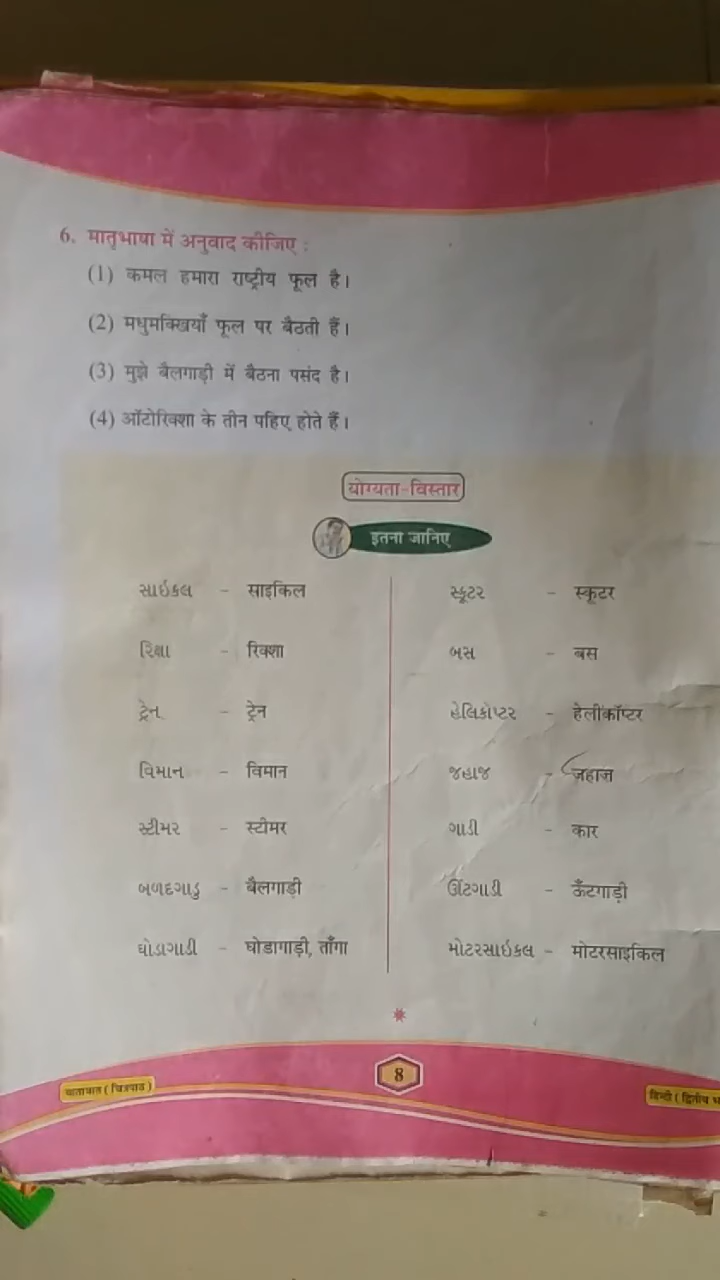 6. मातृभाषा में अनुवाद कीजिए :
(1) कमल हमारा राष्ट्रीय फूल है।
(2) मधुमक्खियाँ फूल पर बैठती हैं।
(3) मुझे बैलगाड़ी में बैठना पसंद है।
(4) ऑटोरिक्शा के तीन पहिए होते हैं।
योग्यता-विस्तार
इतना जानिए
સાઇકલ - साइकिल સ્કૂટર - स्कूटर
રિક્ષા - रिक्शा બસ - बस
ટ્રેન - ट्रेन હેલિકોપ્ટર - हेलीकॉप्टर
વિમાન - विमान જહાજ - जहाज
સ્ટીમર - स्टीमर ગાડી - कार
બળદગાડુ - बैलगाड़ी ઊંટગાડી - ऊँटगाड़ी
ઘોડાગાડી - घोडागाड़ी, ताँगा મોટરસાઇકલ - मोटरसाइकिल
8
यातायात (चित्रपाठ) हिन्दी (द्वितीय